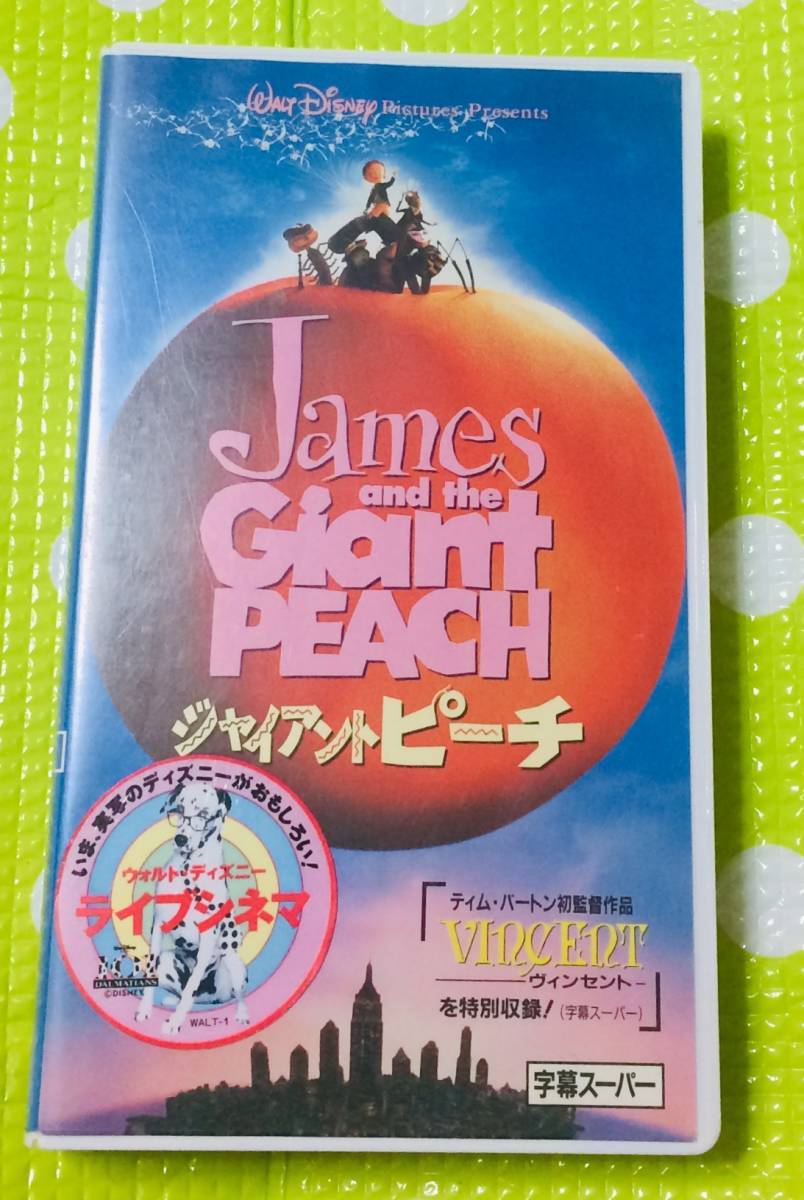 WALT DISNEY Pictures Presents
James
and the
Giant
PEACH
ジャイアントピーチ
いま、実写のディズニーがおもしろい!
ウォルト・ディズニー
ライブシネマ
101
DALMATIANS
©DISNEY
WALT-1
「ティム・バートン初監督作品
VINCENT
ーヴィンセントー
を特別収録!(字幕スーパー)」
字幕スーパー